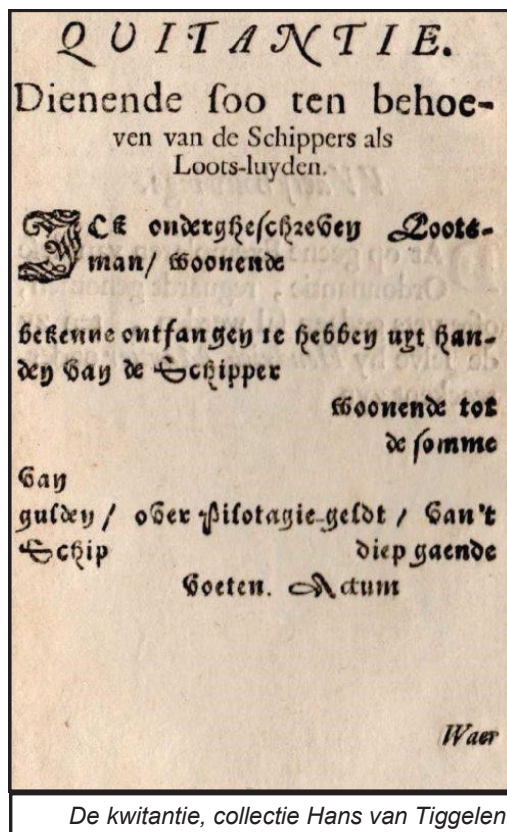 QUITANTIE.
Dienende ſoo ten behoe-
ven van de Schippers als
Loots-luyden.
ICk ondergheſchreven Loots-
man/ woonende
bekenne ontfangen te hebben uyt han-
den van de Schipper
woonende tot
de ſomme
van
gulden / over Pilotagie-geldt / van't
Schip diep gaende
voeten. Actum
Waer
De kwitantie, collectie Hans van Tiggelen